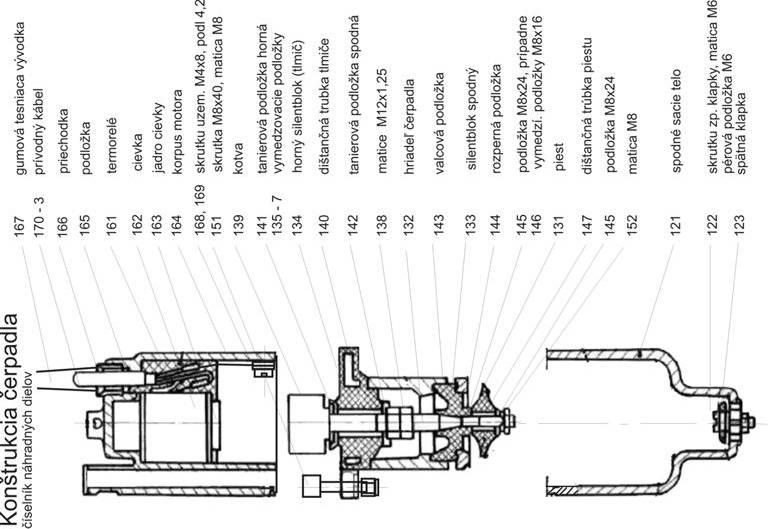 Konštrukcia čerpadla
číselník náhradných dielov
167 gumová tesniaca vývodka
170 - 3 prívodný kábel
166 priechodka
165 podložka
161 termorelé
162 cievka
163 jadro cievky
164 korpus motora
168, 169 skrutku uzem. M4x8, podl 4,2
151 skrutka M8x40, matica M8
139 kotva
141 tanierová podložka horná
135 - 7 vymedzovacie podložky
134 horný silentblok (tlmič)
140 dištančná trubka tlmiče
142 tanierová podložka spodná
138 matice M12x1,25
132 hriadeľ čerpadla
143 valcová podložka
133 silentblok spodný
144 rozperná podložka
145 podložka M8x24, prípadne
146 vymedzí. podložky M8x16
131 piest
147 dištančná trúbka piestu
145 podložka M8x24
152 matica M8
121 spodné sacie telo
122 skrutku zp. klapky, matica M6
pérová podložka M6
123 spätná klapka